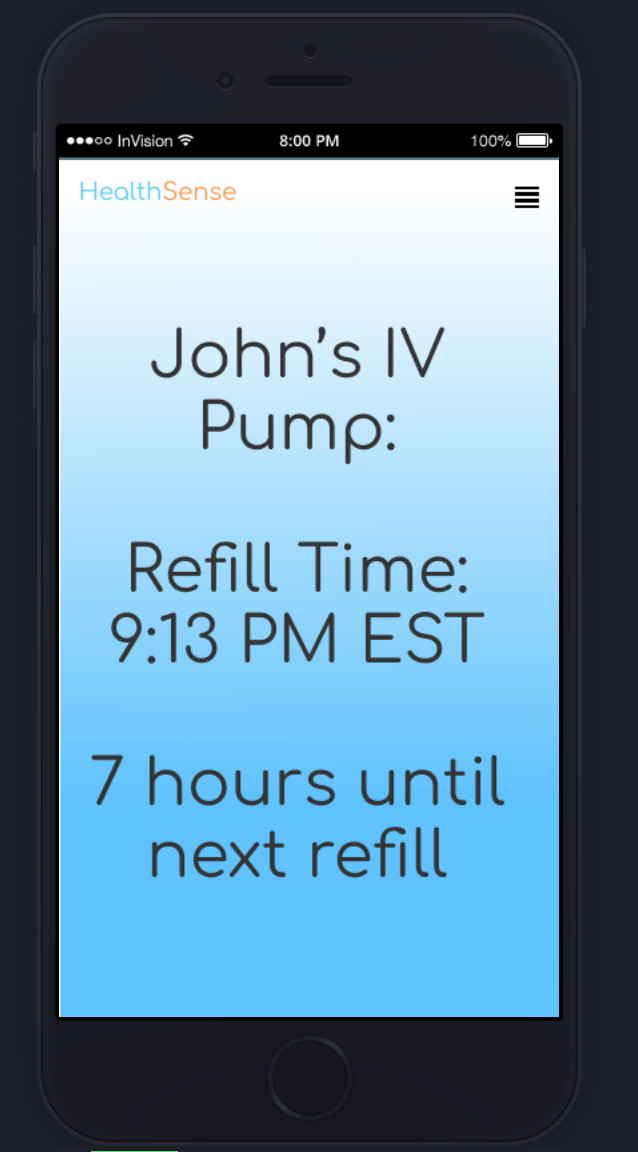 InVision 8:00 PM 100%
HealthSense
John’s IV
Pump:
Refill Time:
9:13 PM EST
7 hours until
next refill